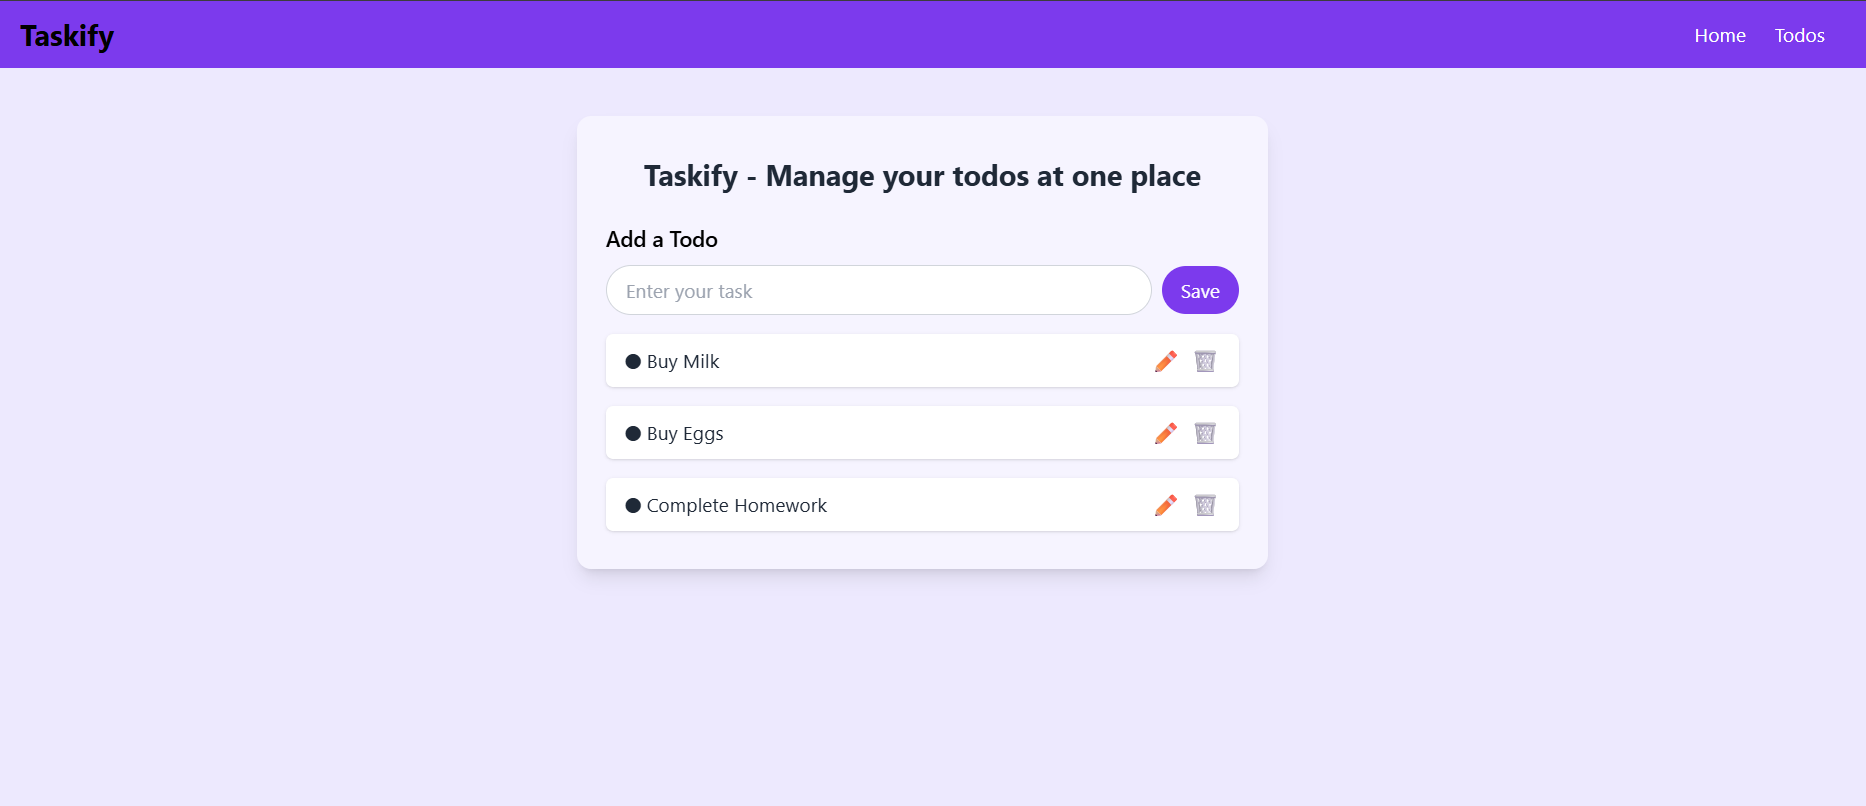 Taskify
Home Todos
Taskify - Manage your todos at one place
Add a Todo
Enter your task
Save
Buy Milk
Buy Eggs
Complete Homework